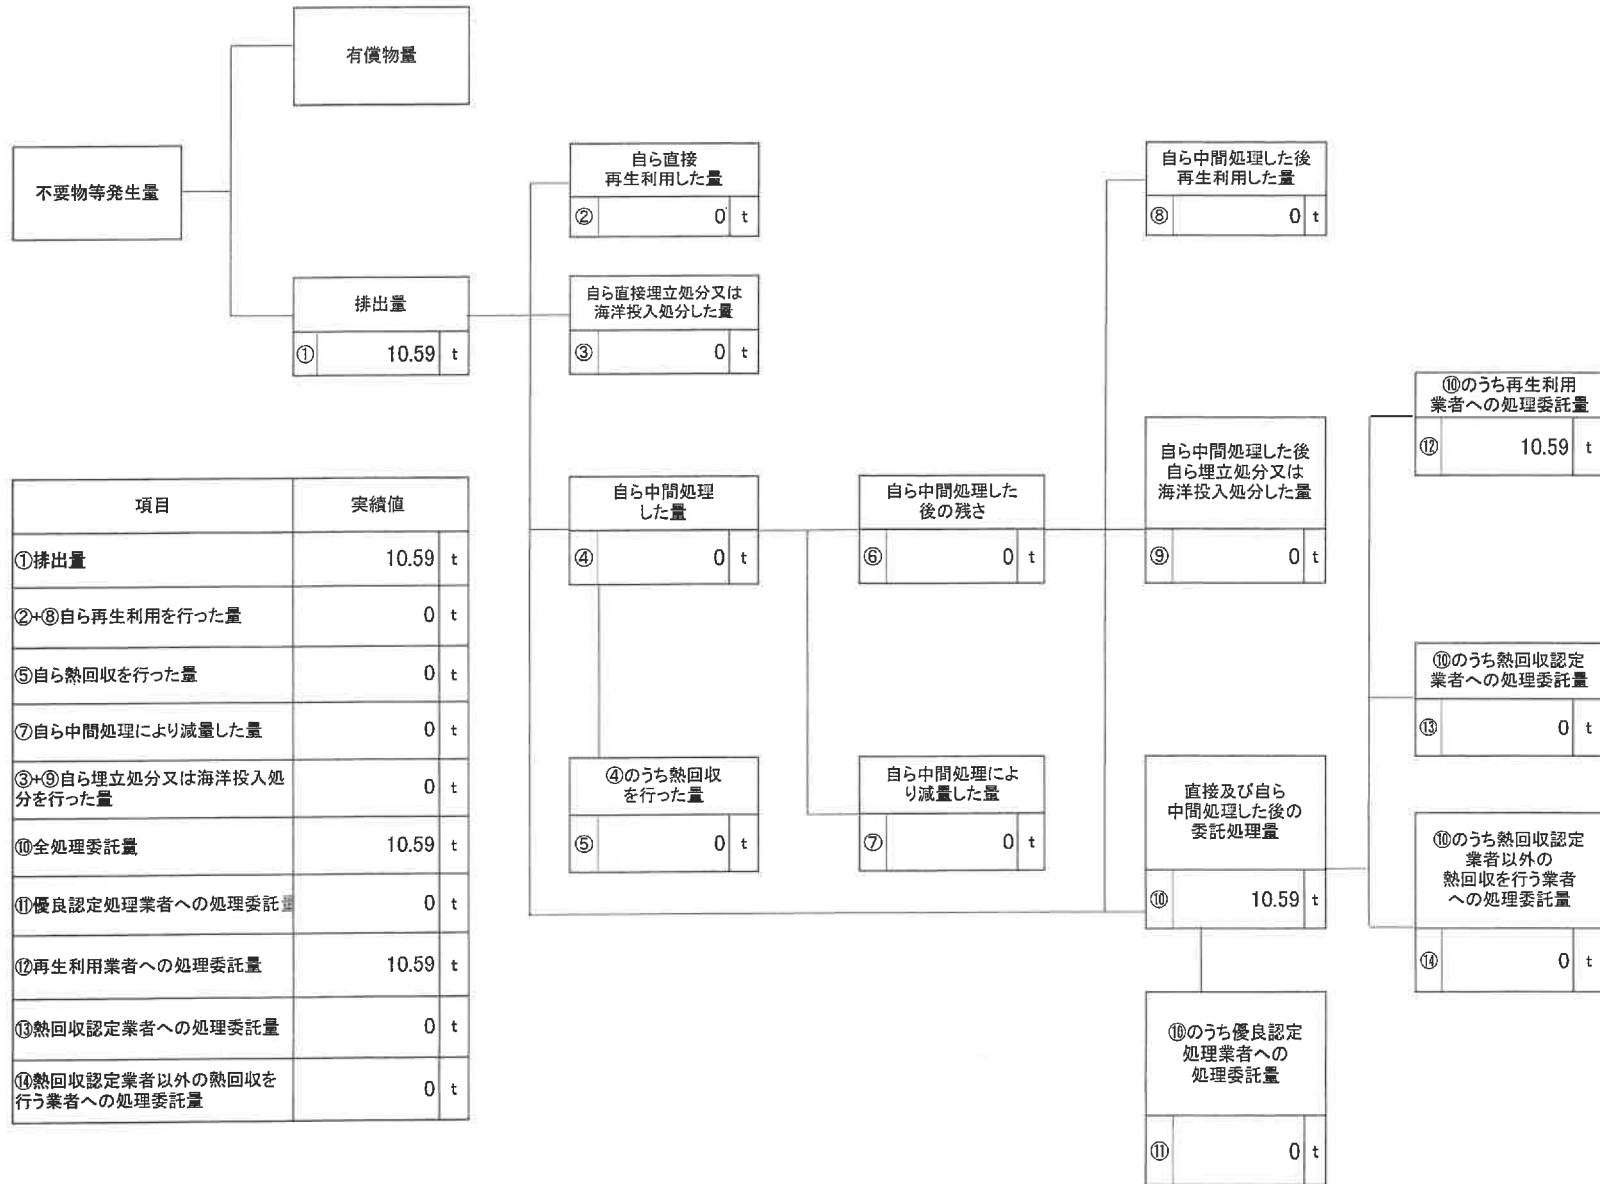 有償物量
不要物等発生量
排出量
① 10.59 t
自ら直接
再生利用した量
② 0 t
自ら直接埋立処分又は
海洋投入処分した量
③ 0 t
自ら中間処理
した量
④ 0 t
④のうち熱回収
を行った量
⑤ 0 t
自ら中間処理した
後の残さ
⑥ 0 t
自ら中間処理によ
り減量した量
⑦ 0 t
自ら中間処理した後
再生利用した量
⑧ 0 t
自ら中間処理した後
自ら埋立処分又は
海洋投入処分した量
⑨ 0 t
直接及び自ら
中間処理した後の
委託処理量
⑩ 10.59 t
⑩のうち優良認定
処理業者への
処理委託量
⑪ 0 t
⑩のうち再生利用
業者への処理委託量
⑫ 10.59 t
⑩のうち熱回収認定
業者への処理委託量
⑬ 0 t
⑩のうち熱回収認定
業者以外の
熱回収を行う業者
への処理委託量
⑭ 0 t
項目 実績値
①排出量 10.59 t
②+⑧自ら再生利用を行った量 0 t
⑤自ら熱回収を行った量 0 t
⑦自ら中間処理により減量した量 0 t
③+⑨自ら埋立処分又は海洋投入処
分を行った量 0 t
⑩全処理委託量 10.59 t
⑪優良認定処理業者への処理委託量 0 t
⑫再生利用業者への処理委託量 10.59 t
⑬熱回収認定業者への処理委託量 0 t
⑭熱回収認定業者以外の熱回収を
行う業者への処理委託量 0 t